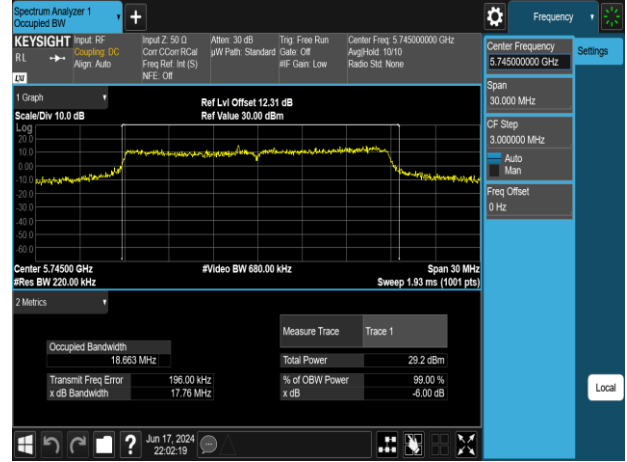 Spectrum Analyzer 1
Occupied BW
Frequency
KEYSIGHT
R L
LXI
Input: RF
Coupling: DC
Align: Auto
Input Z: 50 Ω
Corr CCorr RCal
Freq Ref: Int (S)
NFE: Off
Atten: 30 dB
µW Path: Standard
Trig: Free Run
Gate: Off
#IF Gain: Low
Center Freq: 5.745000000 GHz
Avg|Hold: 10/10
Radio Std: None
Center Frequency
5.745000000 GHz
Settings
Span
30.000 MHz
CF Step
3.000000 MHz
Auto
Man
Freq Offset
0 Hz
Local
1 Graph
Scale/Div 10.0 dB
Ref Lvl Offset 12.31 dB
Ref Value 30.00 dBm
Log
20.0
10.0
0.00
-10.0
-20.0
-30.0
-40.0
-50.0
-60.0
Center 5.74500 GHz
#Video BW 680.00 kHz
Span 30 MHz
#Res BW 220.00 kHz
Sweep 1.93 ms (1001 pts)
2 Metrics
Measure Trace Trace 1
Occupied Bandwidth
18.663 MHz
Total Power 29.2 dBm
Transmit Freq Error 196.00 kHz
% of OBW Power 99.00 %
x dB Bandwidth 17.76 MHz
x dB -6.00 dB
?
Jun 17, 2024
22:02:19